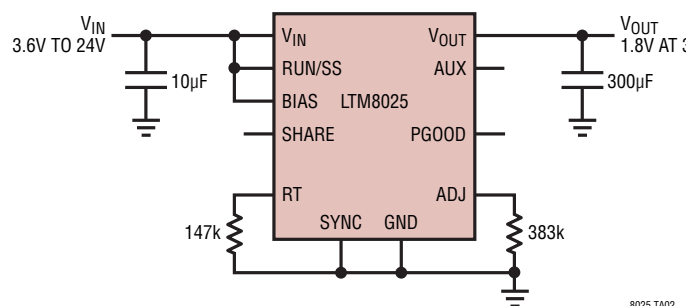 VIN
3.6V TO 24V
10µF
VIN
RUN/SS
BIAS
LTM8025
SHARE
RT
SYNC
GND
VOUT
AUX
PGOOD
ADJ
VOUT
1.8V AT
300µF
147k
383k
8025 TA02